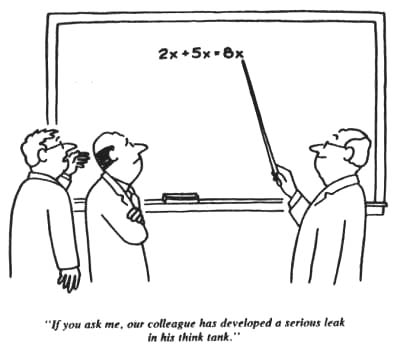 2x + 5x = 8x
"If you ask me, our colleague has developed a serious leak
in his think tank."